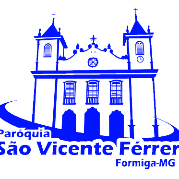 Paróquia
São Vicente Férrer
Formiga-MG